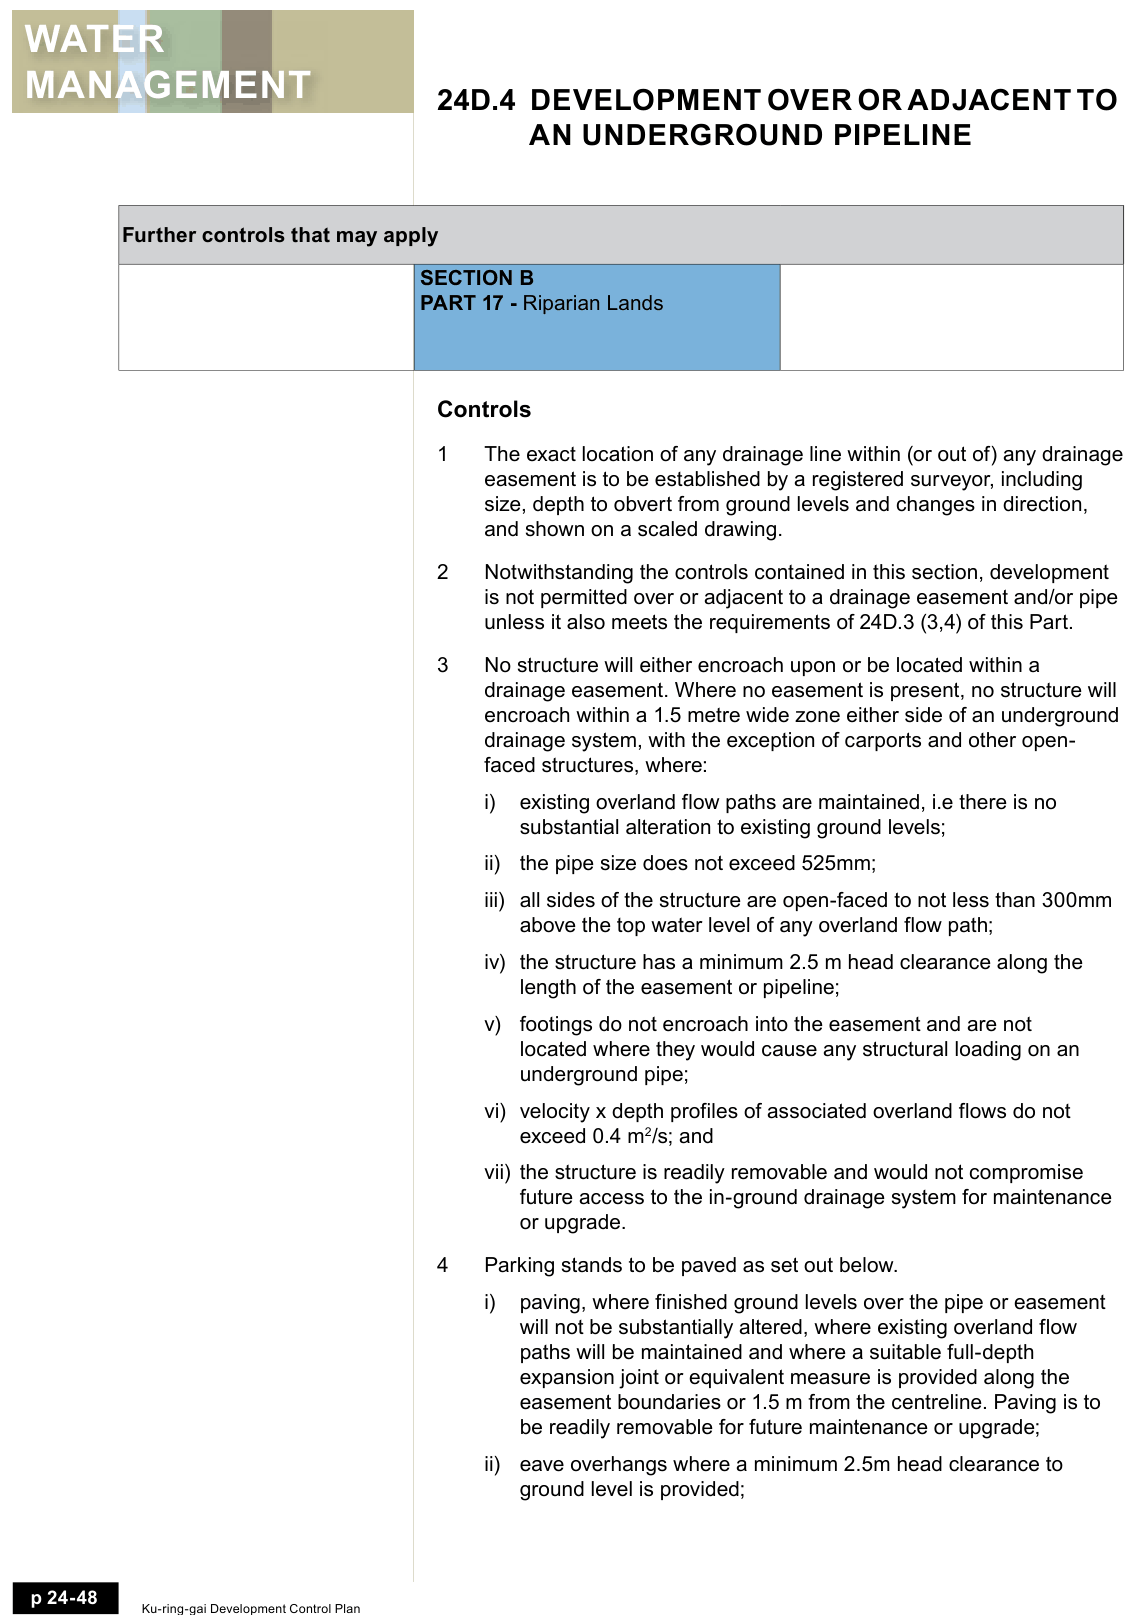 WATER
MANAGEMENT
24D.4 DEVELOPMENT OVER OR ADJACENT TO
AN UNDERGROUND PIPELINE
Further controls that may apply
SECTION B
PART 17 - Riparian Lands
Controls
1 The exact location of any drainage line within (or out of) any drainage
easement is to be established by a registered surveyor, including
size, depth to obvert from ground levels and changes in direction,
and shown on a scaled drawing.
2 Notwithstanding the controls contained in this section, development
is not permitted over or adjacent to a drainage easement and/or pipe
unless it also meets the requirements of 24D.3 (3,4) of this Part.
3 No structure will either encroach upon or be located within a
drainage easement. Where no easement is present, no structure will
encroach within a 1.5 metre wide zone either side of an underground
drainage system, with the exception of carports and other open-
faced structures, where:
i) existing overland flow paths are maintained, i.e there is no
substantial alteration to existing ground levels;
ii) the pipe size does not exceed 525mm;
iii) all sides of the structure are open-faced to not less than 300mm
above the top water level of any overland flow path;
iv) the structure has a minimum 2.5 m head clearance along the
length of the easement or pipeline;
v) footings do not encroach into the easement and are not
located where they would cause any structural loading on an
underground pipe;
vi) velocity x depth profiles of associated overland flows do not
exceed 0.4 m²/s; and
vii) the structure is readily removable and would not compromise
future access to the in-ground drainage system for maintenance
or upgrade.
4 Parking stands to be paved as set out below.
i) paving, where finished ground levels over the pipe or easement
will not be substantially altered, where existing overland flow
paths will be maintained and where a suitable full-depth
expansion joint or equivalent measure is provided along the
easement boundaries or 1.5 m from the centreline. Paving is to
be readily removable for future maintenance or upgrade;
ii) eave overhangs where a minimum 2.5m head clearance to
ground level is provided;
p 24-48
Ku-ring-gai Development Control Plan